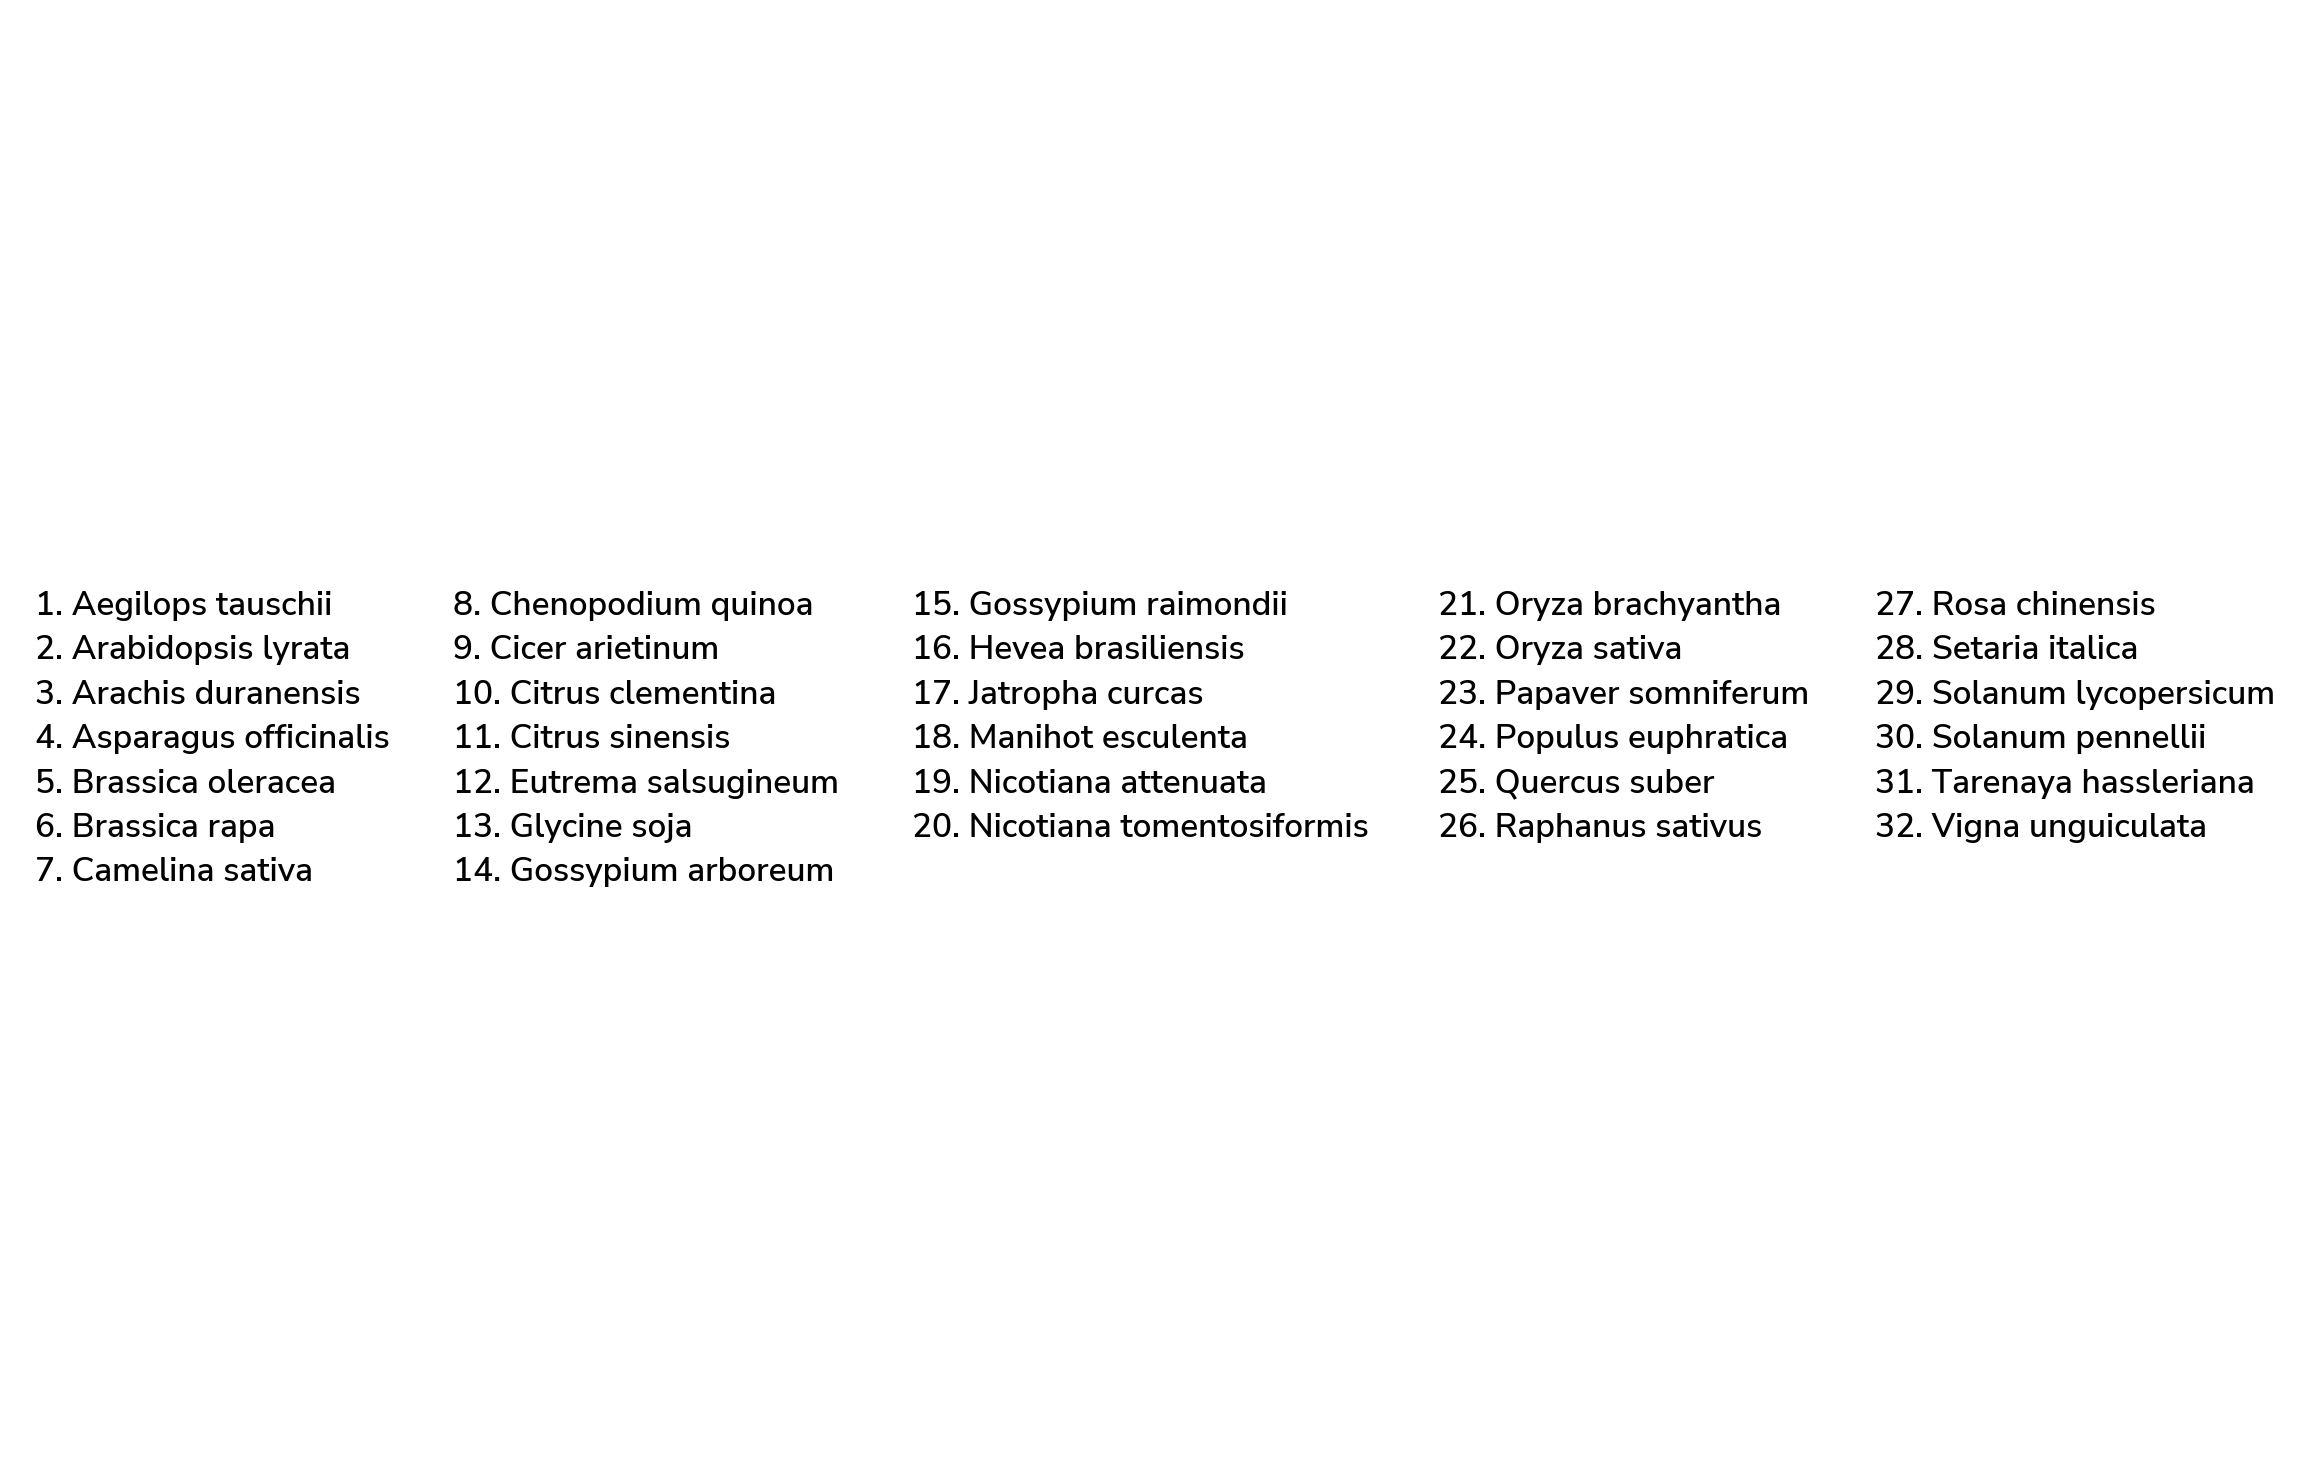 1. Aegilops tauschii
2. Arabidopsis lyrata
3. Arachis duranensis
4. Asparagus officinalis
5. Brassica oleracea
6. Brassica rapa
7. Camelina sativa
8. Chenopodium quinoa
9. Cicer arietinum
10. Citrus clementina
11. Citrus sinensis
12. Eutrema salsugineum
13. Glycine soja
14. Gossypium arboreum
15. Gossypium raimondii
16. Hevea brasiliensis
17. Jatropha curcas
18. Manihot esculenta
19. Nicotiana attenuata
20. Nicotiana tomentosiformis
21. Oryza brachyantha
22. Oryza sativa
23. Papaver somniferum
24. Populus euphratica
25. Quercus suber
26. Raphanus sativus
27. Rosa chinensis
28. Setaria italica
29. Solanum lycopersicum
30. Solanum pennellii
31. Tarenaya hassleriana
32. Vigna unguiculata